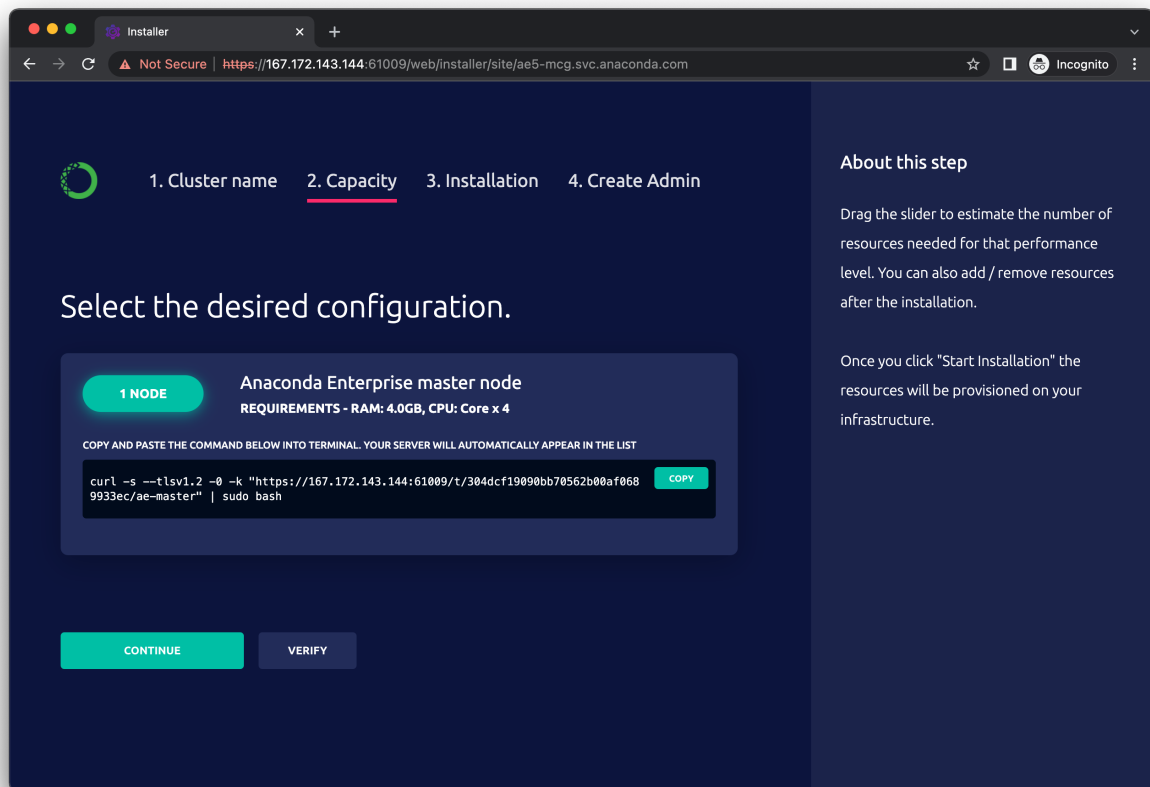 Installer
Not Secure | https://167.172.143.144:61009/web/installer/site/ae5-mcg.svc.anaconda.com
Incognito
1. Cluster name
2. Capacity
3. Installation
4. Create Admin
Select the desired configuration.
1 NODE
Anaconda Enterprise master node
REQUIREMENTS - RAM: 4.0GB, CPU: Core x 4
COPY AND PASTE THE COMMAND BELOW INTO TERMINAL. YOUR SERVER WILL AUTOMATICALLY APPEAR IN THE LIST
curl -s --tlsv1.2 -0 -k "https://167.172.143.144:61009/t/304dcf19090bb70562b00af068
9933ec/ae-master" | sudo bash
COPY
CONTINUE
VERIFY
About this step
Drag the slider to estimate the number of
resources needed for that performance
level. You can also add / remove resources
after the installation.
Once you click "Start Installation" the
resources will be provisioned on your
infrastructure.